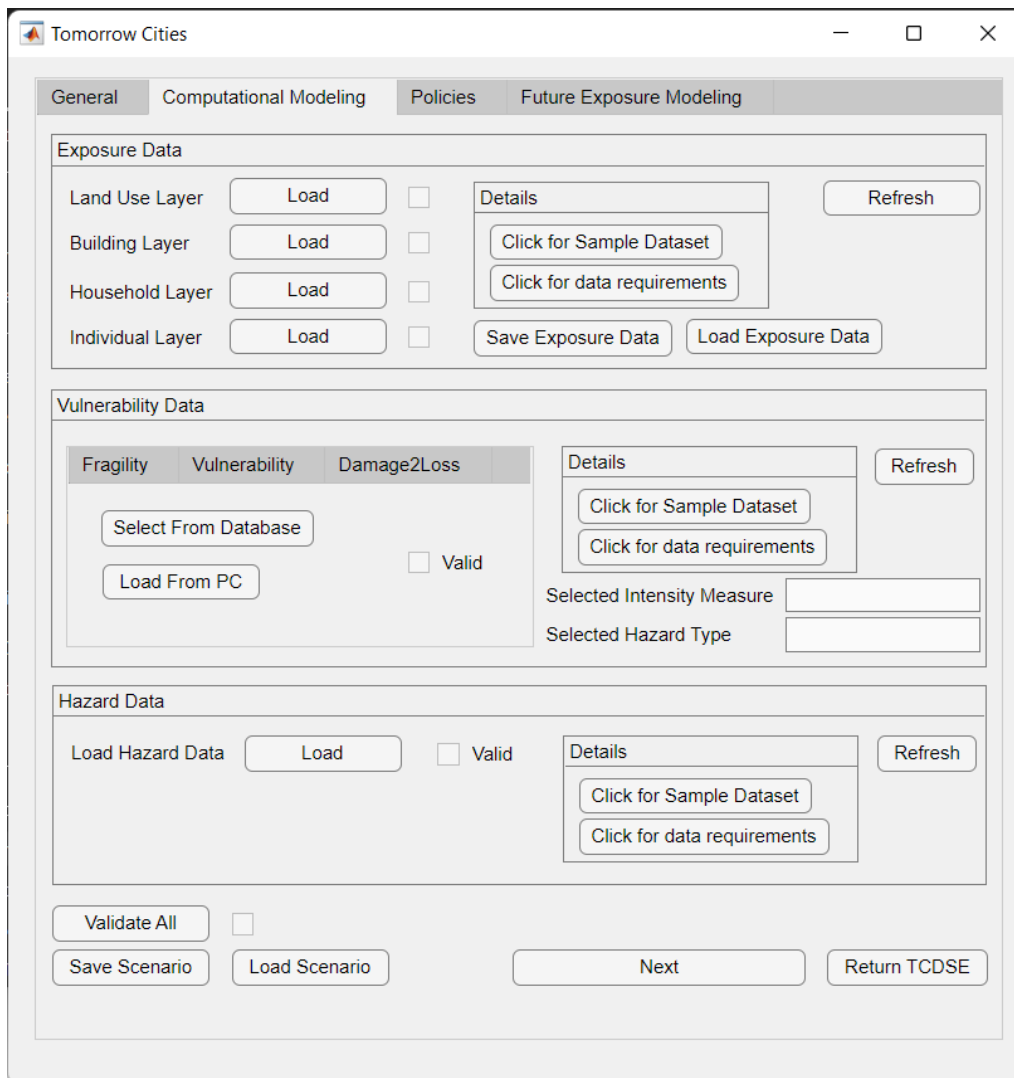 Tomorrow Cities
General Computational Modeling Policies Future Exposure Modeling
Exposure Data
Land Use Layer Load Details Refresh
Building Layer Load Click for Sample Dataset
Household Layer Load Click for data requirements
Individual Layer Load Save Exposure Data Load Exposure Data
Vulnerability Data
Fragility Vulnerability Damage2Loss Details Refresh
Select From Database Click for Sample Dataset
Valid Click for data requirements
Load From PC Selected Intensity Measure
Selected Hazard Type
Hazard Data
Load Hazard Data Load Valid Details Refresh
Click for Sample Dataset
Click for data requirements
Validate All
Save Scenario Load Scenario Next Return TCDSE